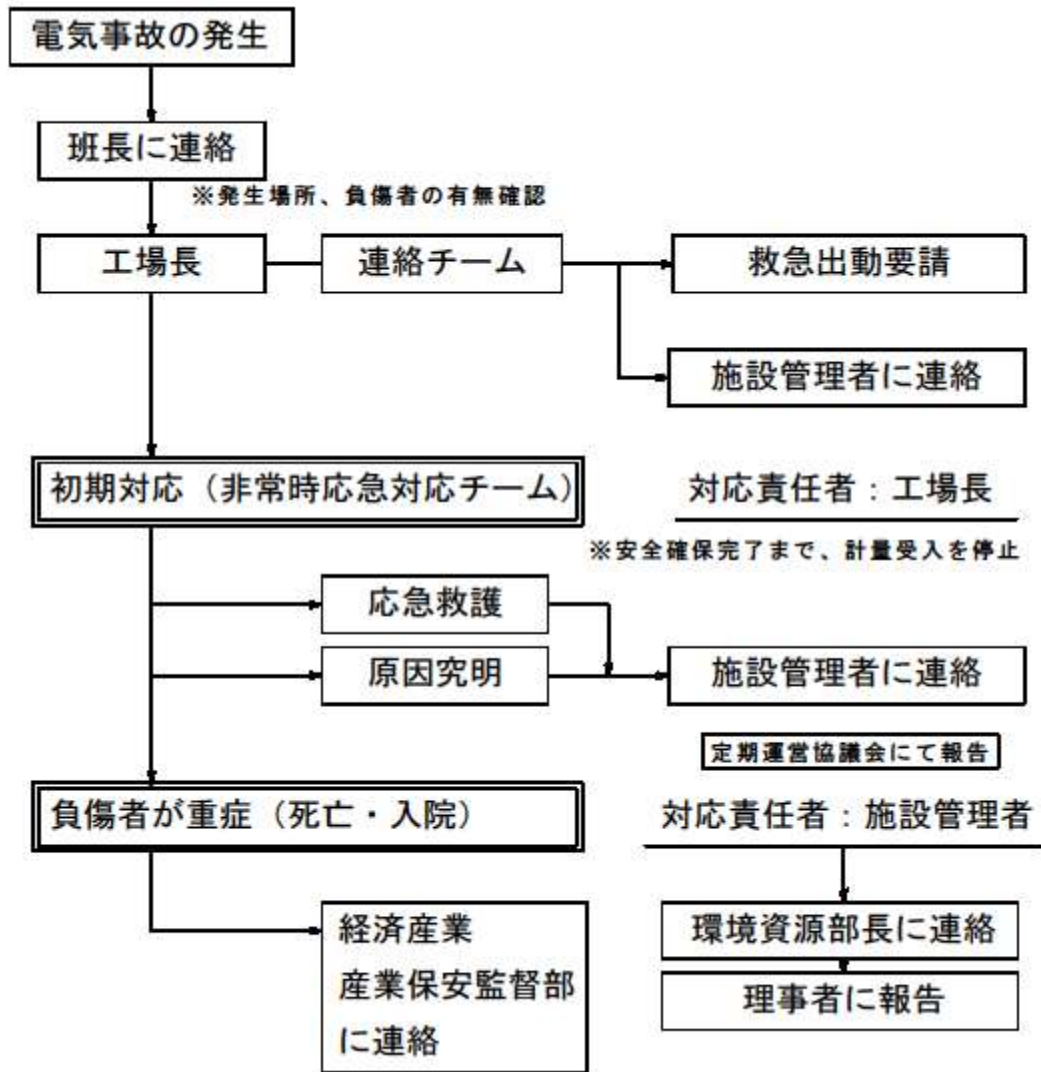 電気事故の発生
班長に連絡
※発生場所、負傷者の有無確認
工場長
連絡チーム
救急出動要請
施設管理者に連絡
初期対応（非常時応急対応チーム）
対応責任者：工場長
※安全確保完了まで、計量受入を停止
応急救護
原因究明
施設管理者に連絡
定期運営協議会にて報告
負傷者が重症（死亡・入院）
対応責任者：施設管理者
経済産業
産業保安監督部
に連絡
環境資源部長に連絡
理事者に報告